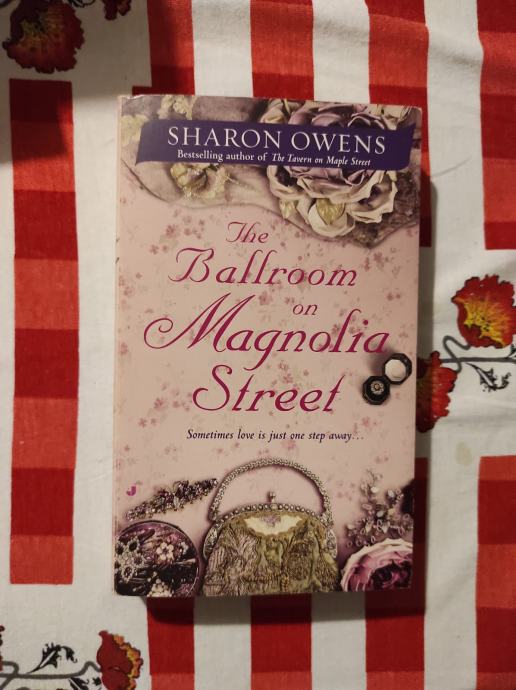 SHARON OWENS
Bestselling author of The Tavern on Maple Street
The
Ballroom
on
Magnolia
Street
Sometimes love is just one step away...
J